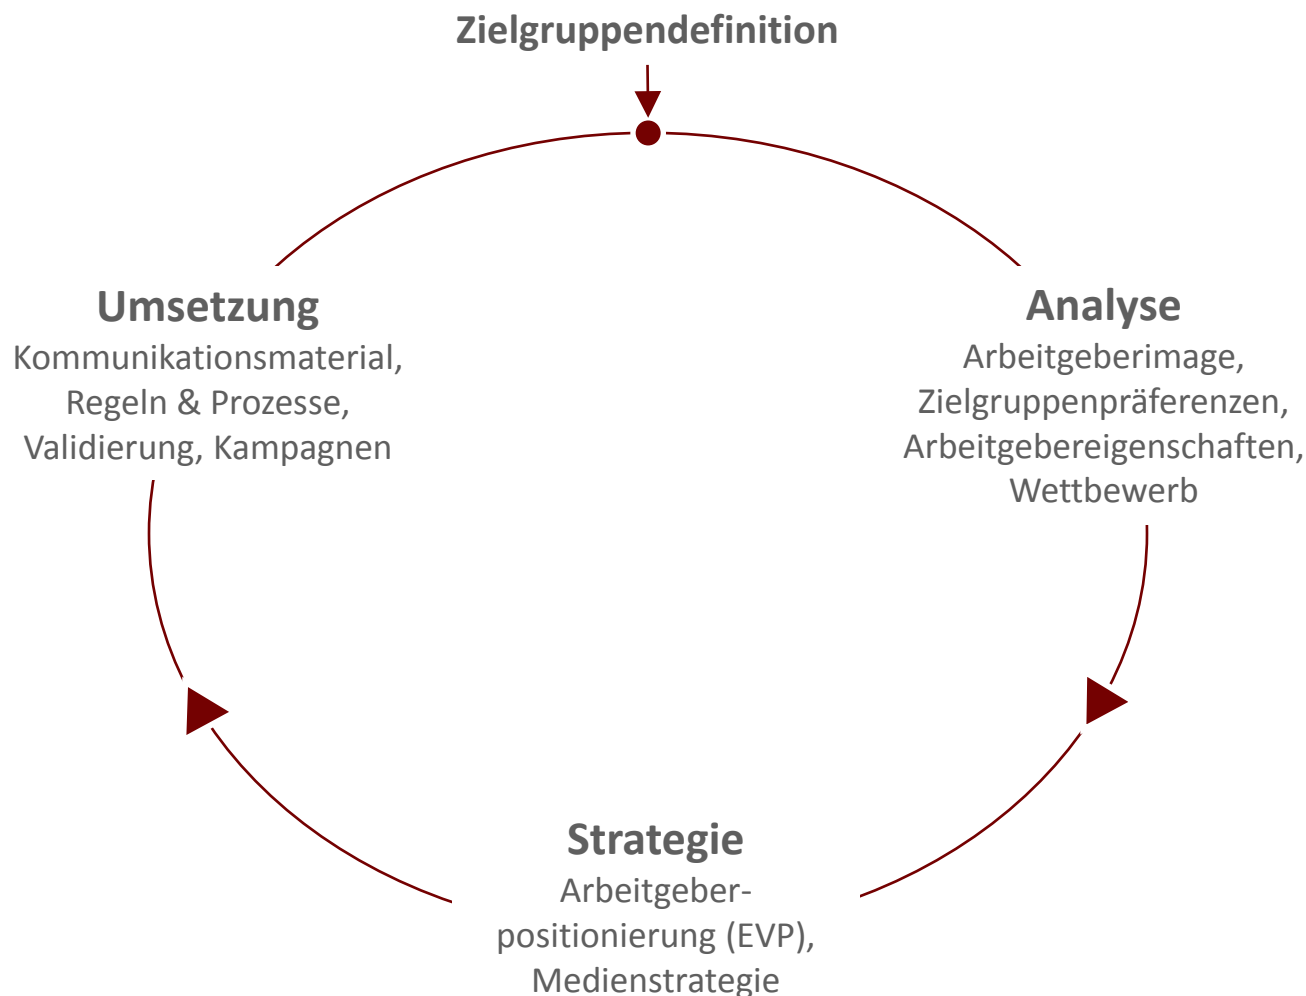 Zielgruppendefinition
Umsetzung
Kommunikationsmaterial,
Regeln & Prozesse,
Validierung, Kampagnen
Analyse
Arbeitgeberimage,
Zielgruppenpräferenzen,
Arbeitgebereigenschaften,
Wettbewerb
Strategie
Arbeitgeber-
positionierung (EVP),
Medienstrategie